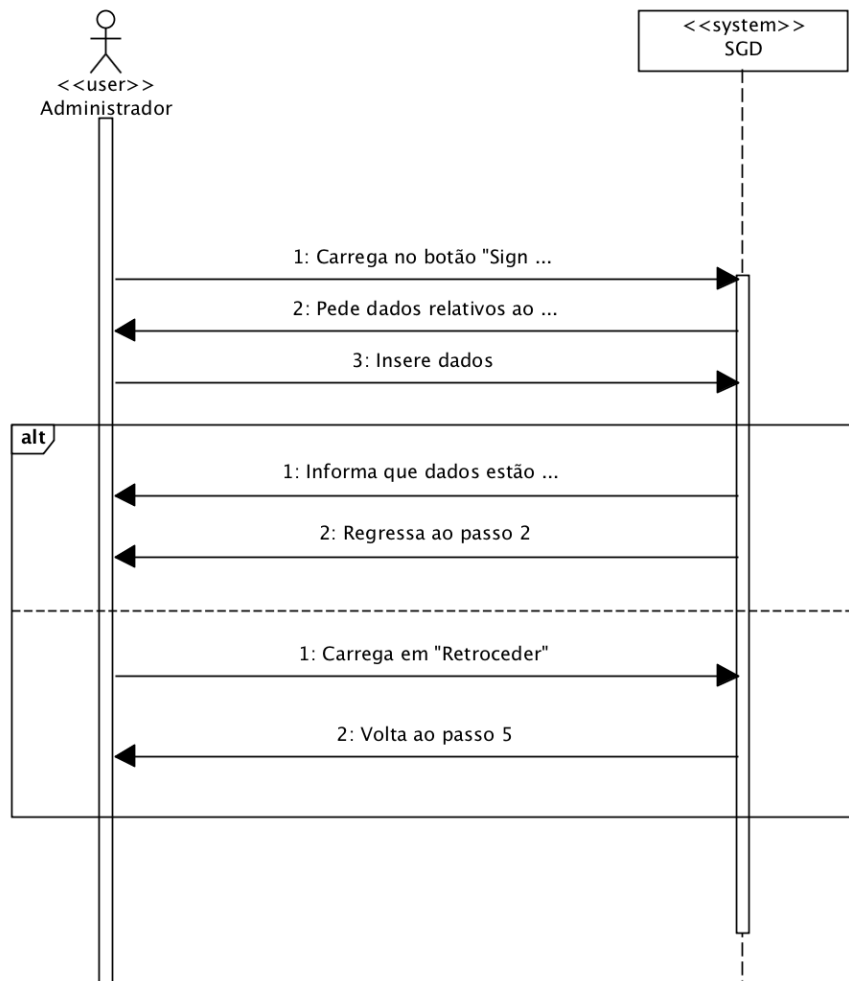 <<user>>
Administrador
<<system>>
SGD
1: Carrega no botão "Sign ...
2: Pede dados relativos ao ...
3: Insere dados
alt
1: Informa que dados estão ...
2: Regressa ao passo 2
1: Carrega em "Retroceder"
2: Volta ao passo 5